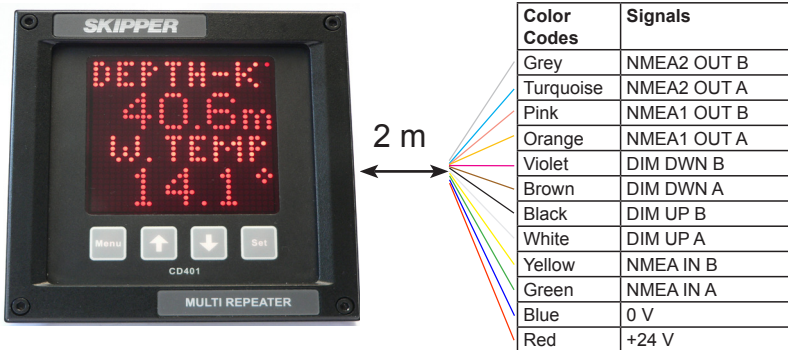 SKIPPER
DEPTH-K
40.6m
W.TEMP
14.1°
Menu
Set
CD401
MULTI REPEATER
2 m
Color Codes Signals
Grey NMEA2 OUT B
Turquoise NMEA2 OUT A
Pink NMEA1 OUT B
Orange NMEA1 OUT A
Violet DIM DWN B
Brown DIM DWN A
Black DIM UP B
White DIM UP A
Yellow NMEA IN B
Green NMEA IN A
Blue 0 V
Red +24 V